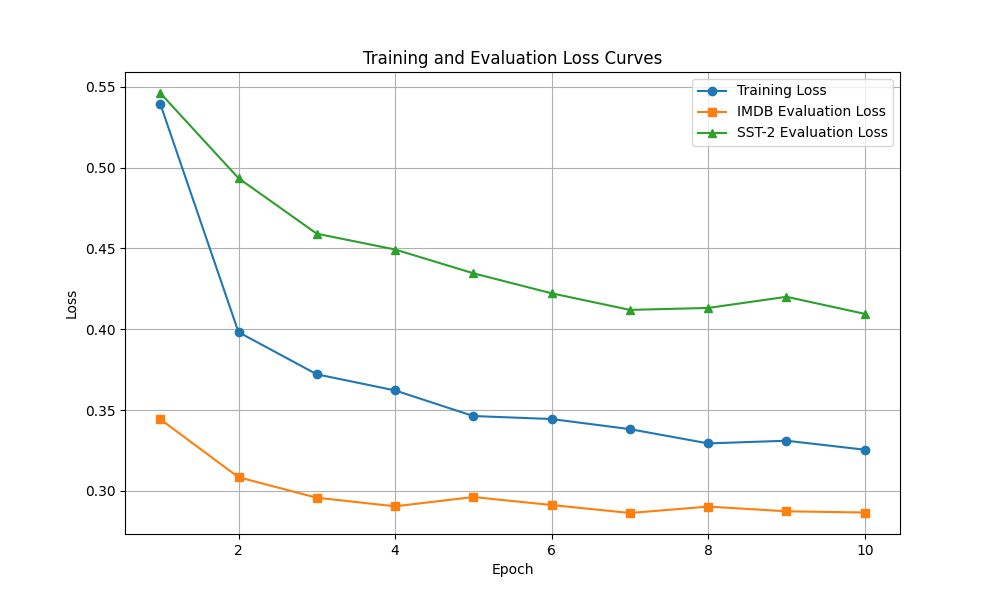 Training and Evaluation Loss Curves
Training Loss
IMDB Evaluation Loss
SST-2 Evaluation Loss
0.55
0.50
0.45
0.40
0.35
0.30
Loss
2 4 6 8 10
Epoch